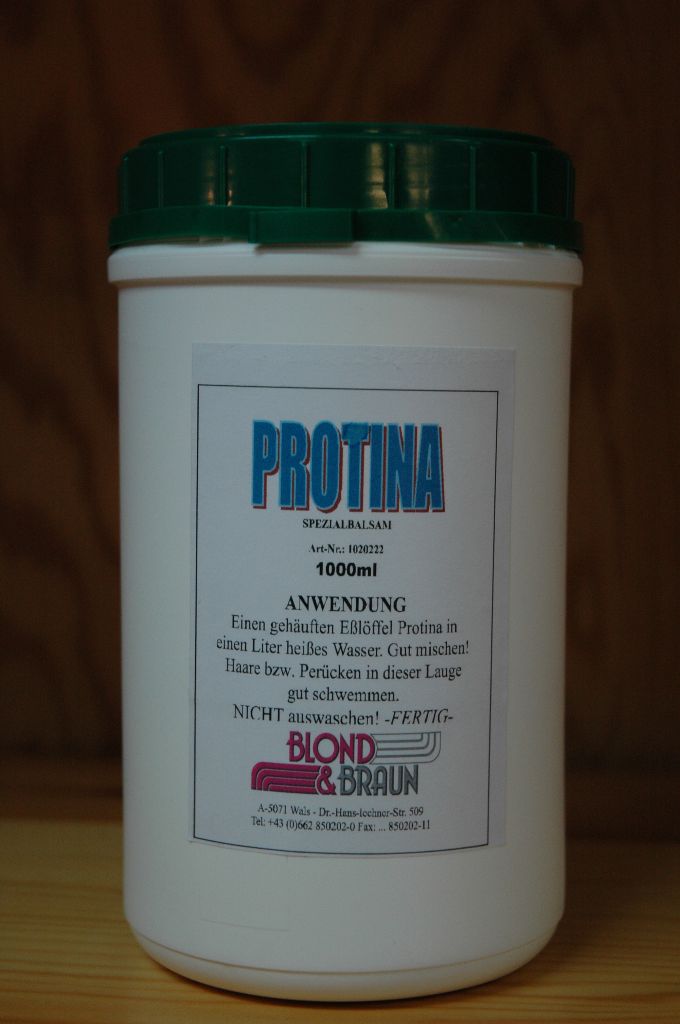 PROTINA
SPEZIALBALSAM
Art-Nr.: 1020222
1000ml
ANWENDUNG
Einen gehäuften Eßlöffel Protina in
einen Liter heißes Wasser. Gut mischen!
Haare bzw. Perücken in dieser Lauge
gut schwemmen.
NICHT auswaschen! -FERTIG-
BLOND
&BRAUN
A-5071 Wals - Dr.-Hans-lechner-Str. 509
Tel: +43 (0)662 850202-0 Fax: ... 850202-11